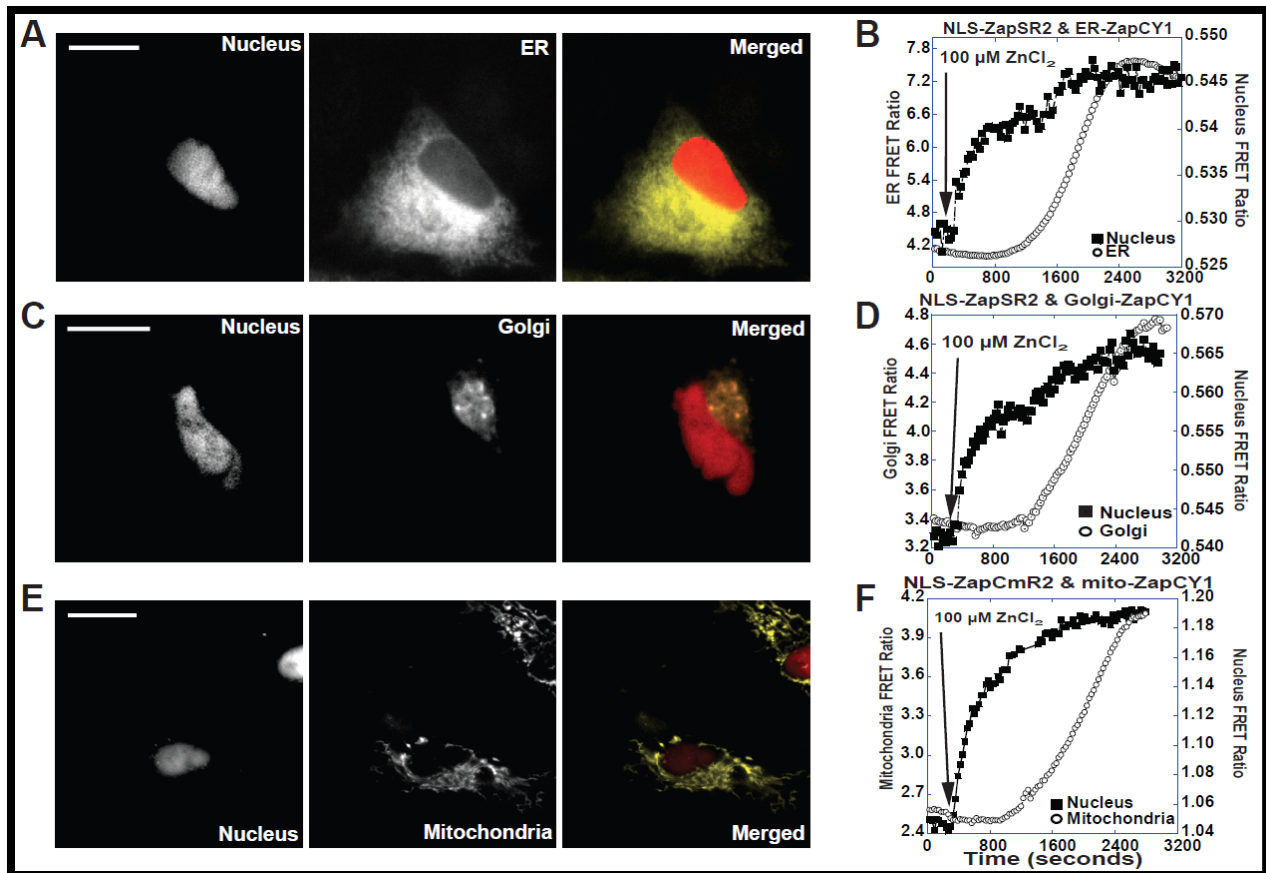 A
Nucleus
ER
Merged
B
NLS-ZapSR2 & ER-ZapCY1
100 µM ZnCl₂
ER FRET Ratio
7.8
7.2
6.6
6.0
5.4
4.8
4.2
0.550
0.545
0.54
0.535
0.530
0.525
Nucleus FRET Ratio
Nucleus
ER
0
800
1600
2400
3200
C
Nucleus
Golgi
Merged
D
NLS-ZapSR2 & Golgi-ZapCY1
100 µM ZnCl₂
Golgi FRET Ratio
4.8
4.6
4.4
4.2
4.0
3.8
3.6
3.4
3.2
0.570
0.565
0.560
0.555
0.550
0.545
0.540
Nucleus FRET Ratio
Nucleus
Golgi
0
800
1600
2400
3200
E
Nucleus
Mitochondria
Merged
F
NLS-ZapCmR2 & mito-ZapCY1
100 µM ZnCl₂
Mitochondria FRET Ratio
4.2
3.9
3.6
3.3
3.0
2.7
2.4
1.20
1.18
1.16
1.14
1.12
1.10
1.08
1.06
1.04
Nucleus FRET Ratio
Nucleus
Mitochondria
0
800
1600
2400
3200
Time (seconds)